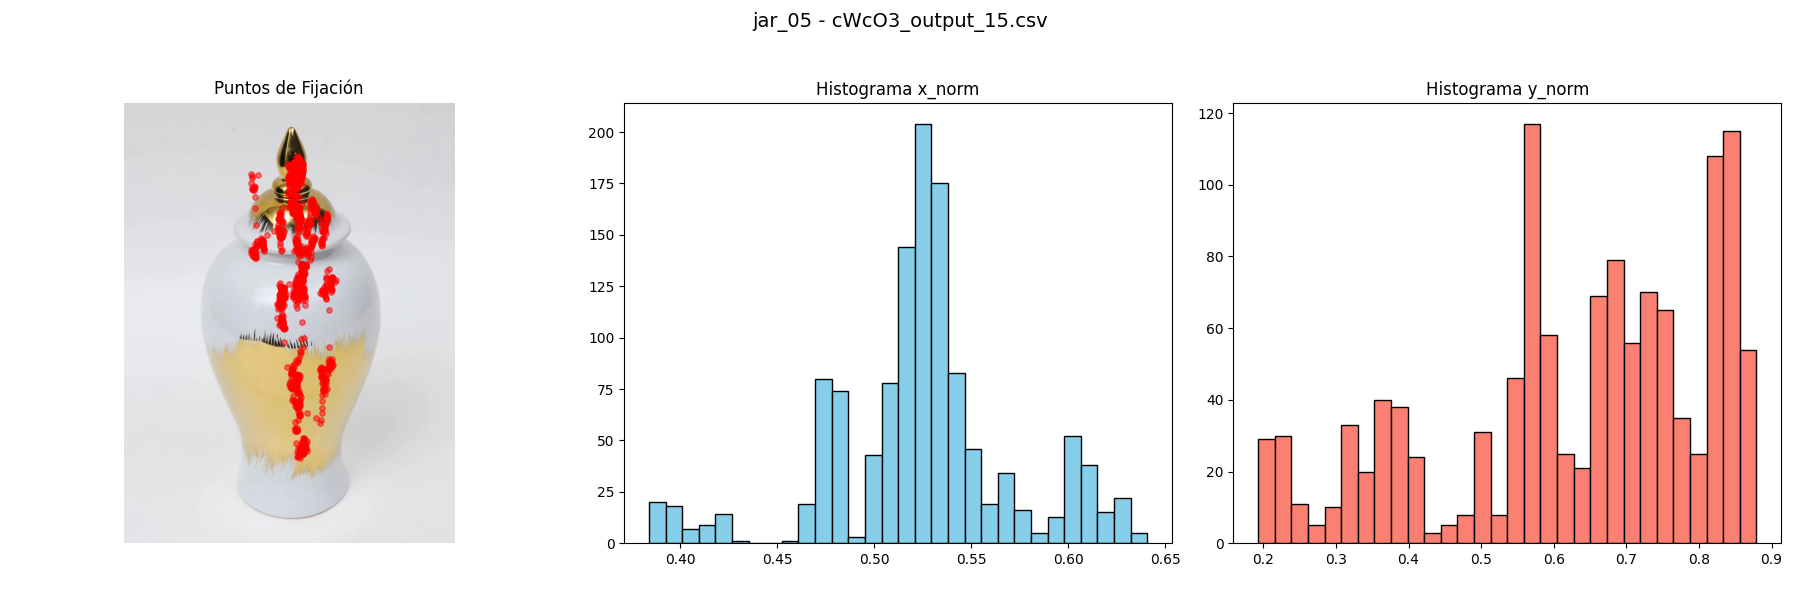 jar_05 - cWcO3_output_15.csv
Puntos de Fijación
Histograma x_norm
200
175
150
125
100
75
50
25
0
0.40 0.45 0.50 0.55 0.60 0.65
Histograma y_norm
120
100
80
60
40
20
0
0.2 0.3 0.4 0.5 0.6 0.7 0.8 0.9